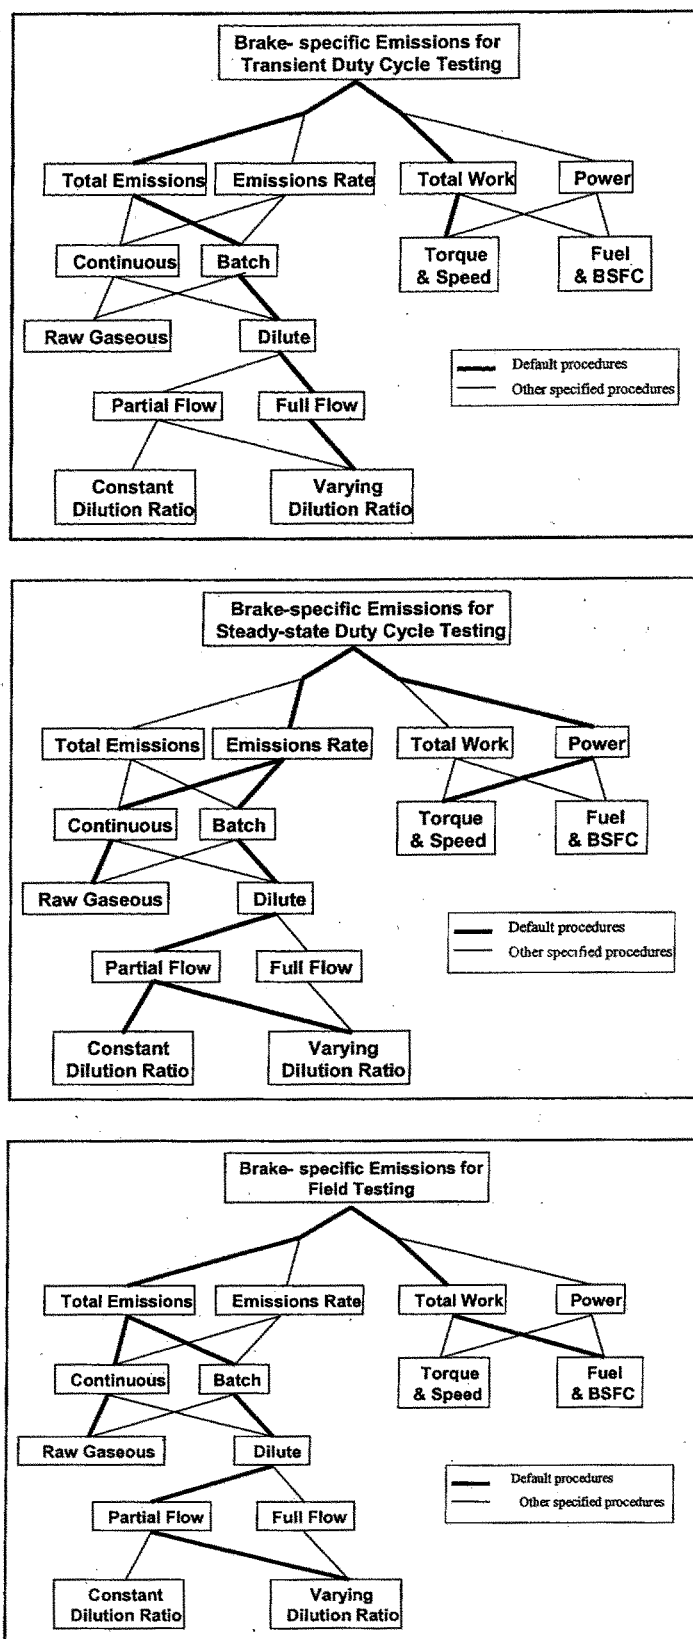 Brake- specific Emissions for
Transient Duty Cycle Testing
Total Emissions
Emissions Rate
Total Work
Power
Continuous
Batch
Torque
& Speed
Fuel
& BSFC
Raw Gaseous
Dilute
Default procedures
Other specified procedures
Partial Flow
Full Flow
Constant
Dilution Ratio
Varying
Dilution Ratio
Brake-specific Emissions for
Steady-state Duty Cycle Testing
Total Emissions
Emissions Rate
Total Work
Power
Continuous
Batch
Torque
& Speed
Fuel
& BSFC
Raw Gaseous
Dilute
Default procedures
Other specified procedures
Partial Flow
Full Flow
Constant
Dilution Ratio
Varying
Dilution Ratio
Brake- specific Emissions for
Field Testing
Total Emissions
Emissions Rate
Total Work
Power
Continuous
Batch
Torque
& Speed
Fuel
& BSFC
Raw Gaseous
Dilute
Default procedures
Other specified procedures
Partial Flow
Full Flow
Constant
Dilution Ratio
Varying
Dilution Ratio